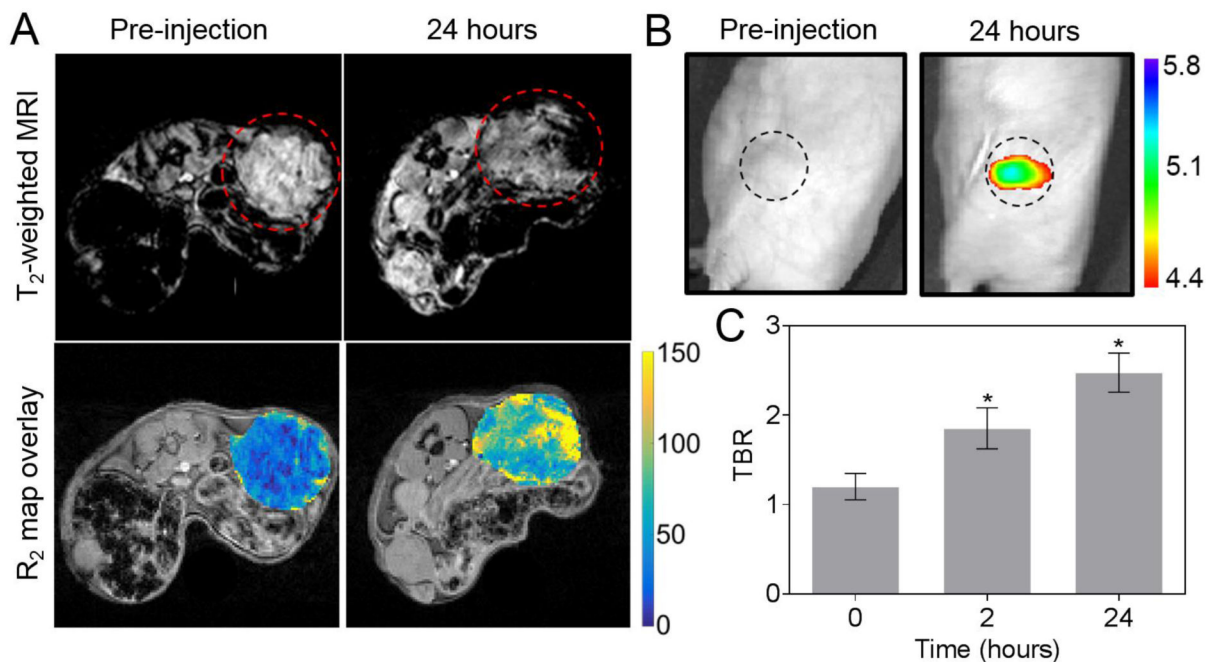 A
Pre-injection
24 hours
T₂-weighted MRI
R₂ map overlay
150
100
50
0
B
Pre-injection
24 hours
5.8
5.1
4.4
C
3
2
1
0
TBR
*
*
0
2
24
Time (hours)